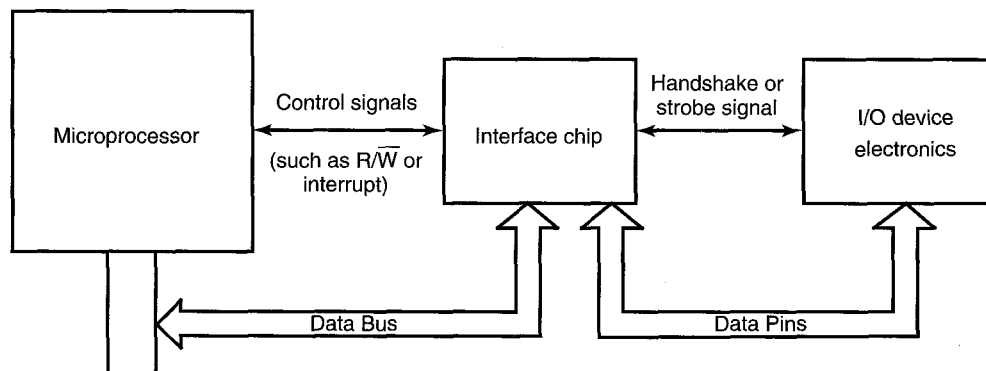 Microprocessor
Control signals
(such as R/W̅ or
interrupt)
Interface chip
Handshake or
strobe signal
I/O device
electronics
Data Bus
Data Pins